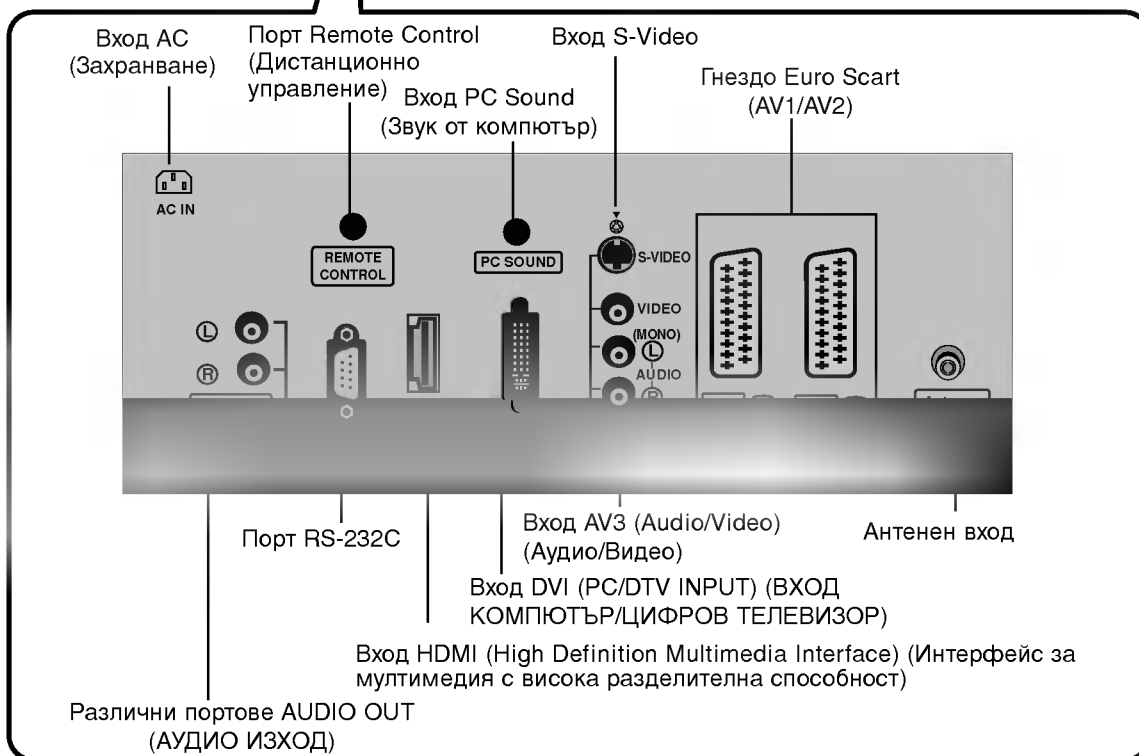 Вход AC
(Захранване)
Порт Remote Control
(Дистанционно
управление)
Вход PC Sound
(Звук от компютър)
Вход S-Video
Гнездо Euro Scart
(AV1/AV2)
AC IN
REMOTE
CONTROL
PC SOUND
S-VIDEO
VIDEO
(MONO)
L
AUDIO
R
L
R
Порт RS-232C
Вход AV3 (Audio/Video)
(Аудио/Видео)
Антенен вход
Вход DVI (PC/DTV INPUT) (ВХОД
КОМПЮТЪР/ЦИФРОВ ТЕЛЕВИЗОР)
Вход HDMI (High Definition Multimedia Interface) (Интерфейс за
мултимедия с висока разделителна способност)
Различни портове AUDIO OUT
(АУДИО ИЗХОД)